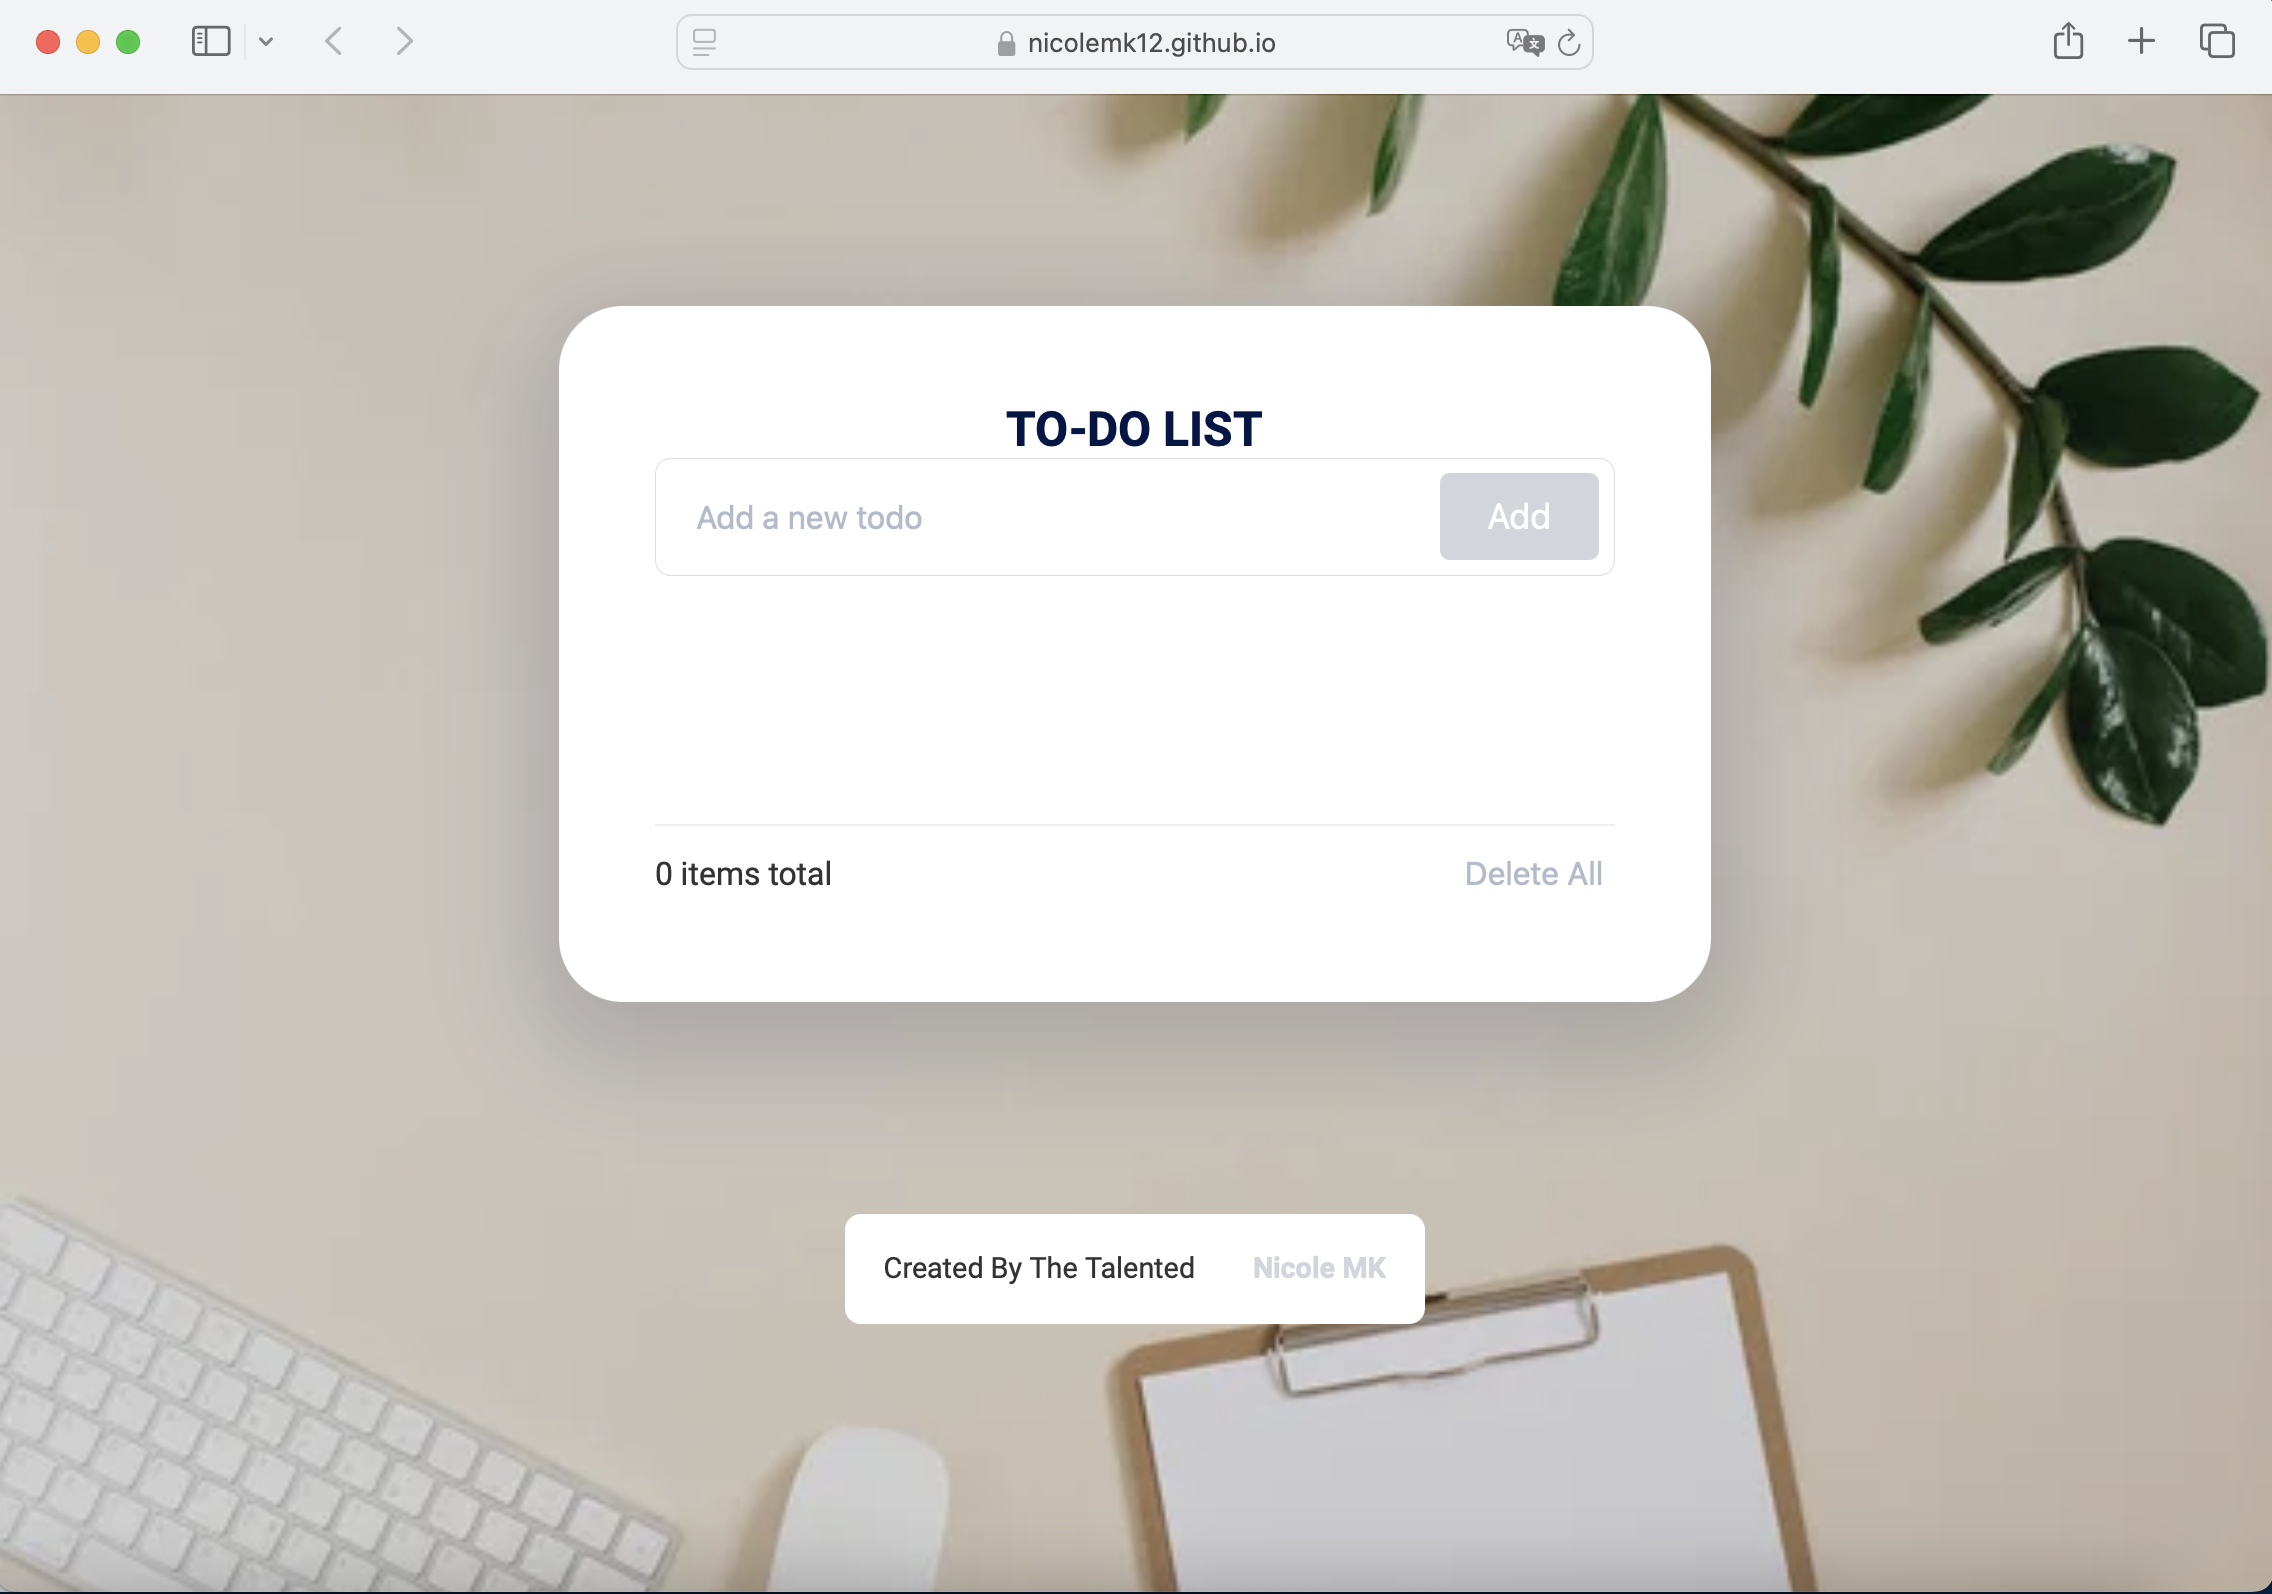 nicolemk12.github.io
TO-DO LIST
Add a new todo
Add
0 items total
Delete All
Created By The Talented Nicole MK